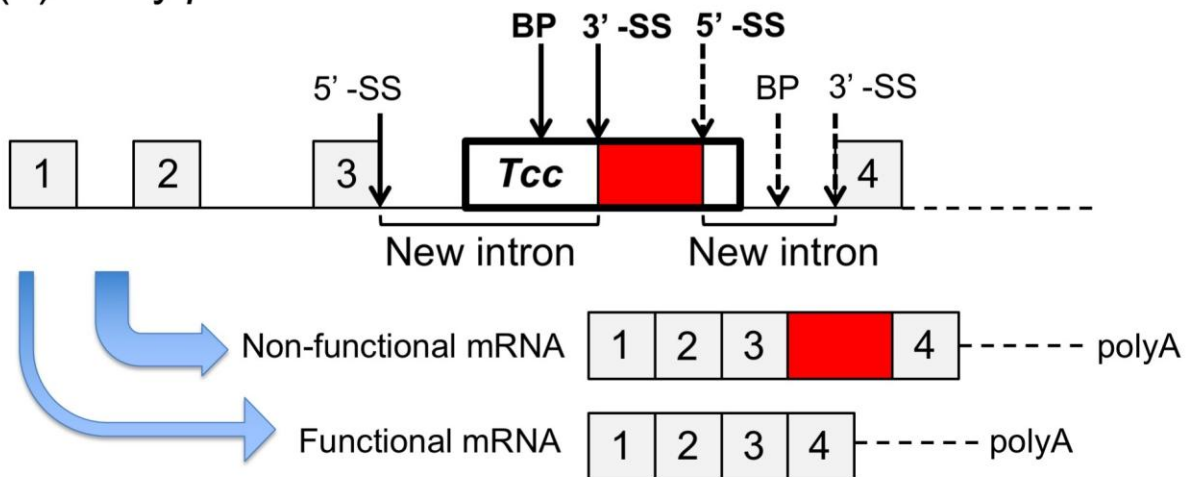 BP 3' -SS 5' -SS
5' -SS BP 3' -SS
1 2 3 Tcc 4
New intron New intron
Non-functional mRNA 1 2 3 4 polyA
Functional mRNA 1 2 3 4 polyA